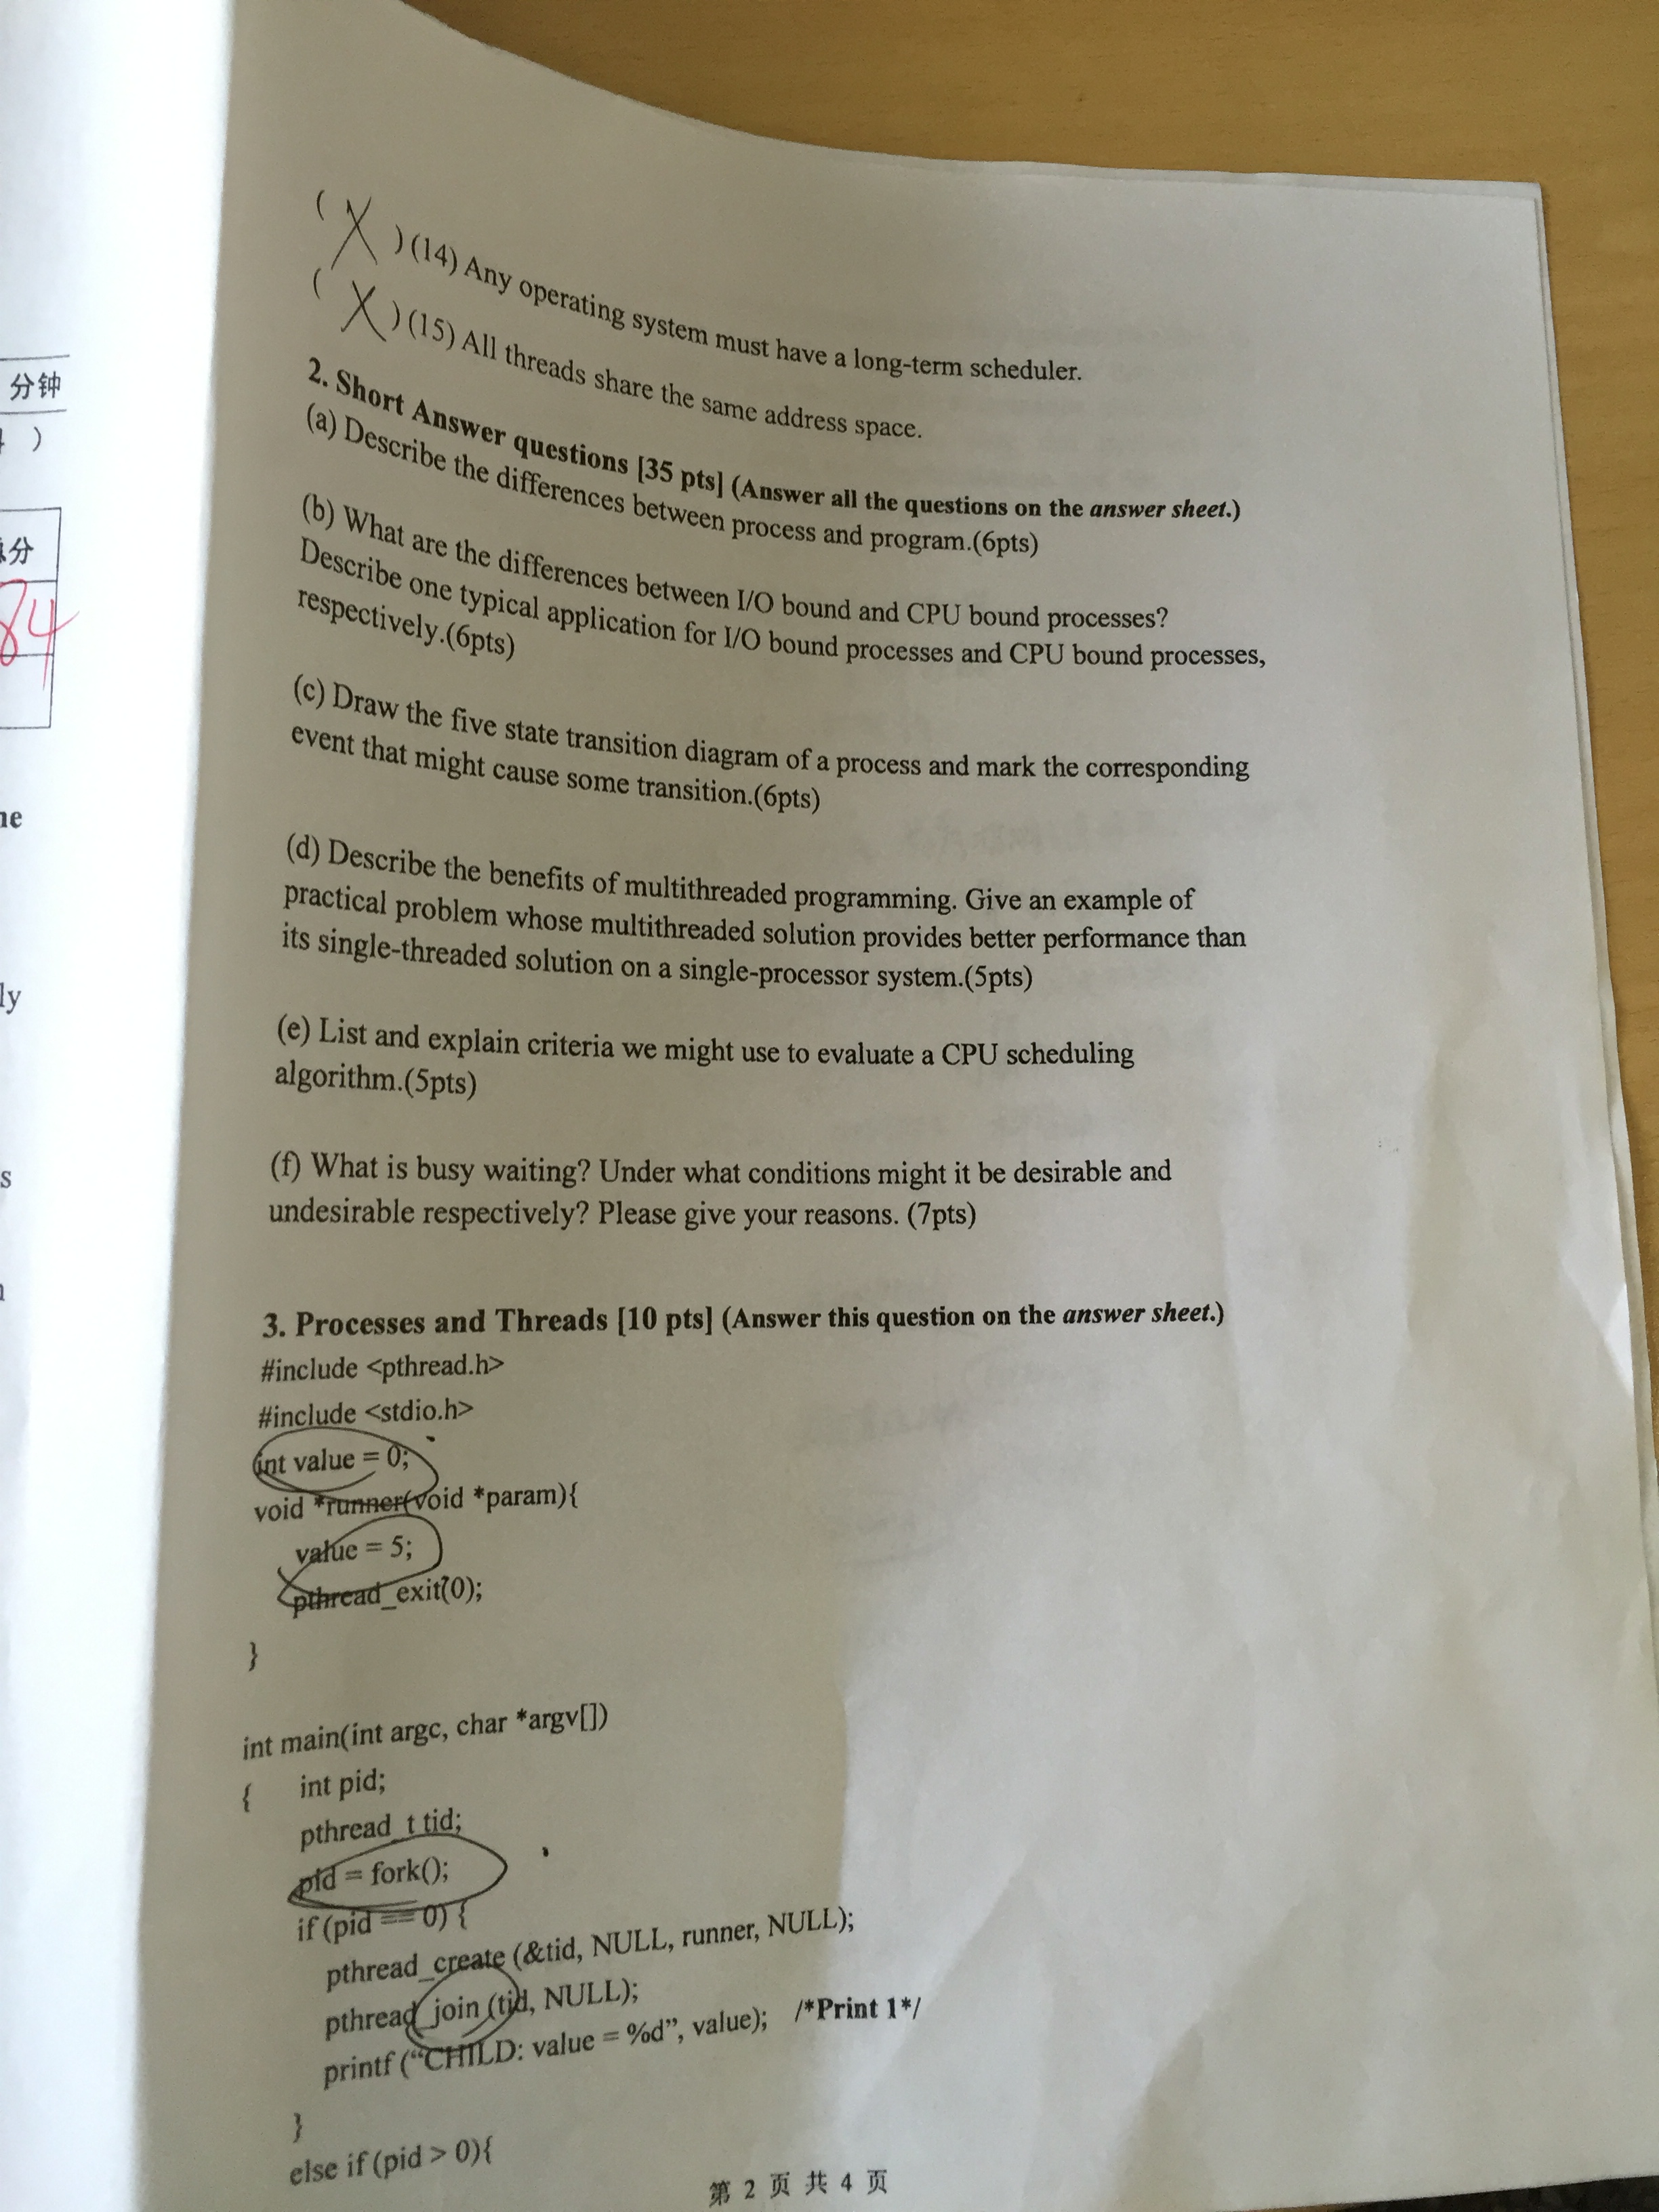 分钟
)
总分
84
ne
ly
s
( X ) (14) Any operating system must have a long-term scheduler.
( X ) (15) All threads share the same address space.
2. Short Answer questions [35 pts] (Answer all the questions on the answer sheet.)
(a) Describe the differences between process and program.(6pts)
(b) What are the differences between I/O bound and CPU bound processes?
Describe one typical application for I/O bound processes and CPU bound processes,
respectively.(6pts)
(c) Draw the five state transition diagram of a process and mark the corresponding
event that might cause some transition.(6pts)
(d) Describe the benefits of multithreaded programming. Give an example of
practical problem whose multithreaded solution provides better performance than
its single-threaded solution on a single-processor system.(5pts)
(e) List and explain criteria we might use to evaluate a CPU scheduling
algorithm.(5pts)
(f) What is busy waiting? Under what conditions might it be desirable and
undesirable respectively? Please give your reasons. (7pts)
3. Processes and Threads [10 pts] (Answer this question on the answer sheet.)
#include <pthread.h>
#include <stdio.h>
int value = 0;
void *runner(void *param){
value = 5;
pthread_exit(0);
}
int main(int argc, char *argv[])
{ int pid;
pthread_t tid;
pid = fork();
if (pid == 0) {
pthread_create (&tid, NULL, runner, NULL);
pthread_join (tid, NULL);
printf (“CHILD: value = %d”, value); /*Print 1*/
}
else if (pid > 0){
第 2 页 共 4 页